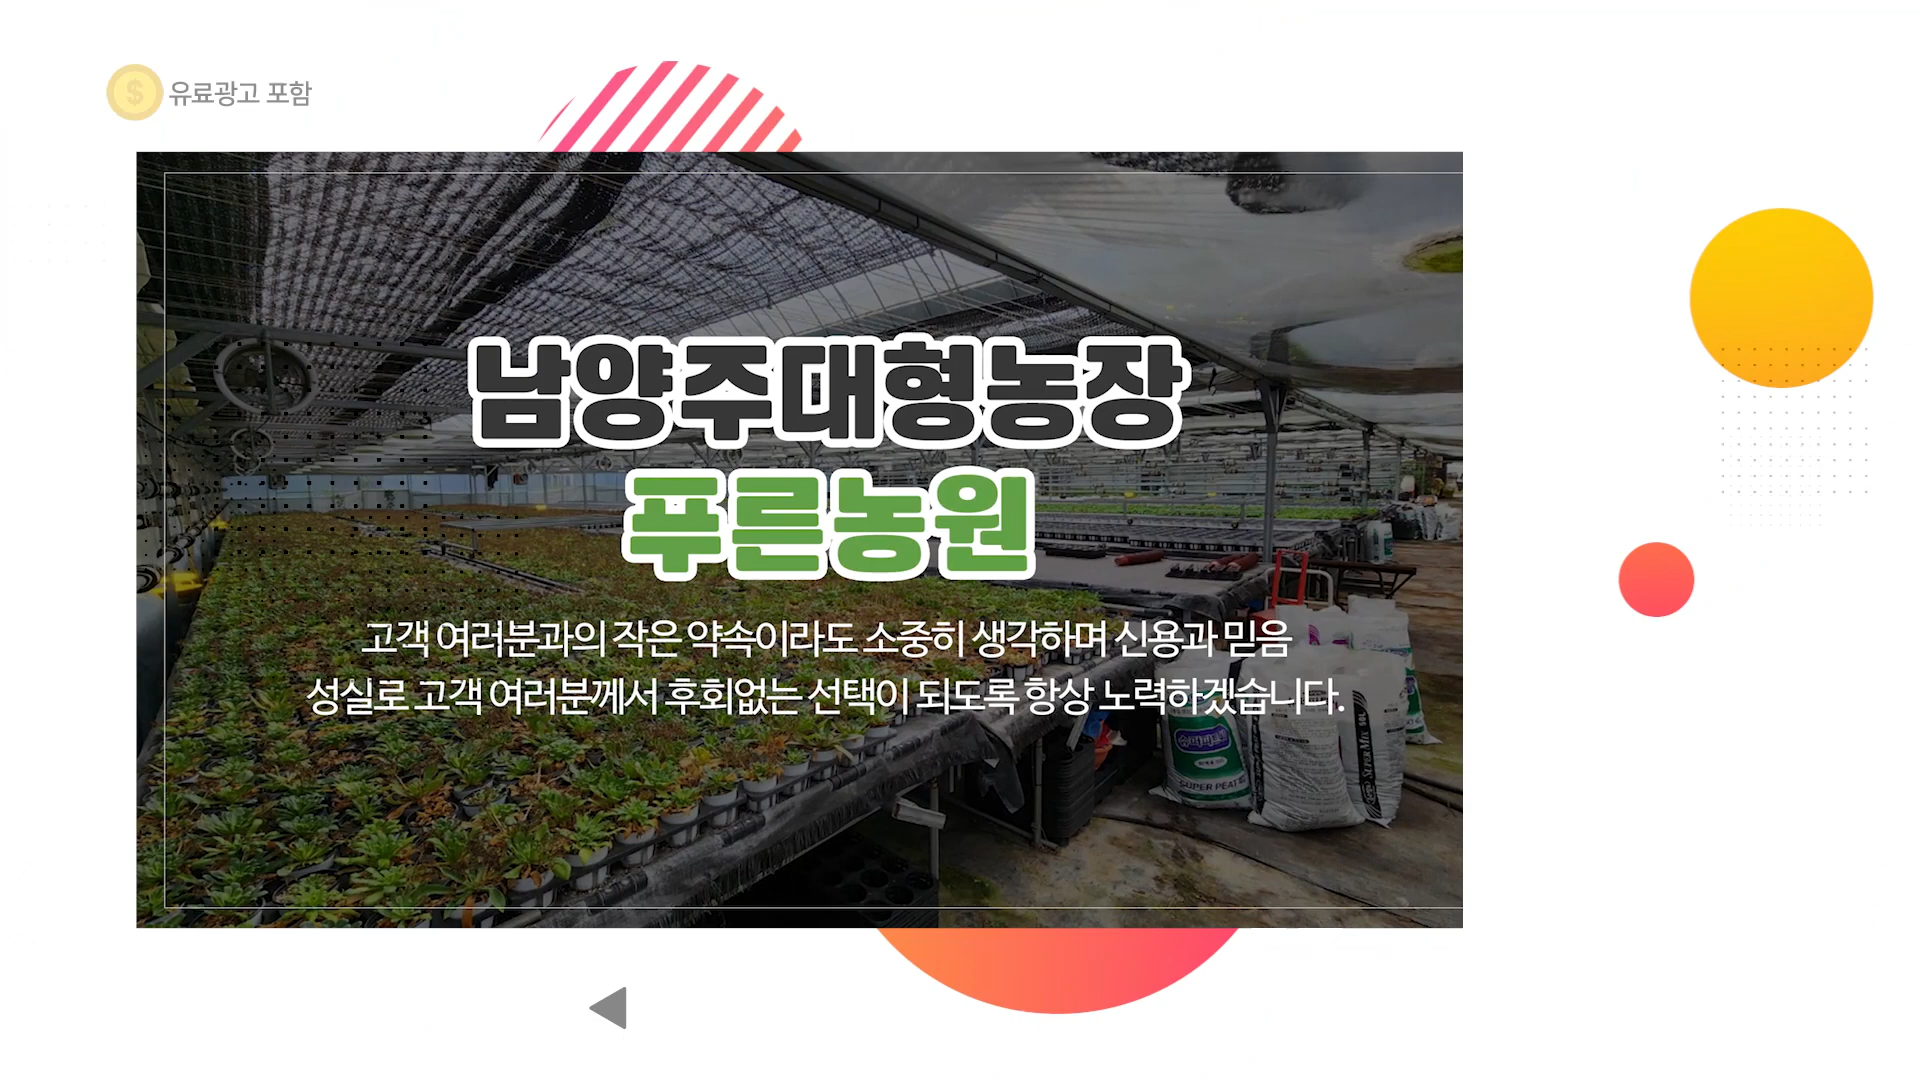 $ 유료광고 포함
남양주대형농장
푸른농원
고객 여러분과의 작은 약속이라도 소중히 생각하며 신용과 믿음
성실로 고객 여러분께서 후회없는 선택이 되도록 항상 노력하겠습니다.
SUPER PEAT
SUPER MIX
50L